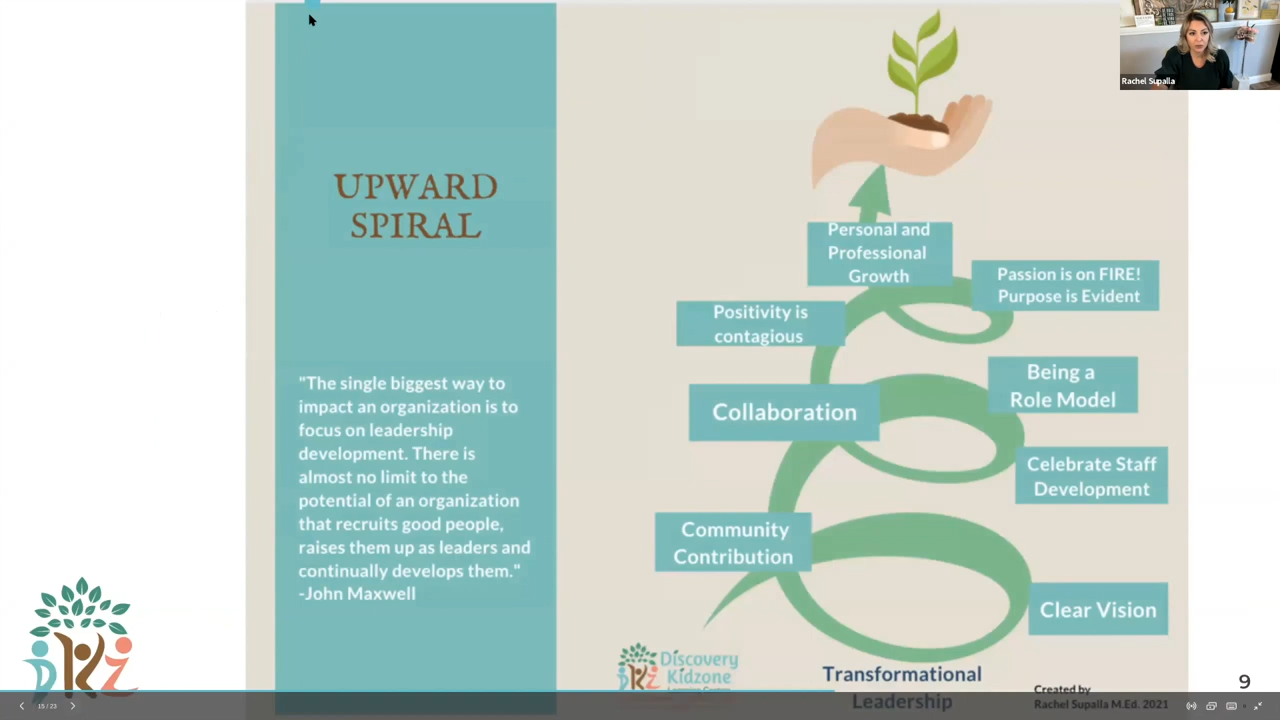 Rachel Supalla
UPWARD
SPIRAL
"The single biggest way to
impact an organization is to
focus on leadership
development. There is
almost no limit to the
potential of an organization
that recruits good people,
raises them up as leaders and
continually develops them."
-John Maxwell
Personal and
Professional
Growth
Passion is on FIRE!
Purpose is Evident
Positivity is
contagious
Being a
Role Model
Collaboration
Celebrate Staff
Development
Community
Contribution
Clear Vision
Discovery
Kidzone
Transformational
Leadership
Created by
Rachel Supalla M.Ed. 2021
DKZ
9
15 / 23